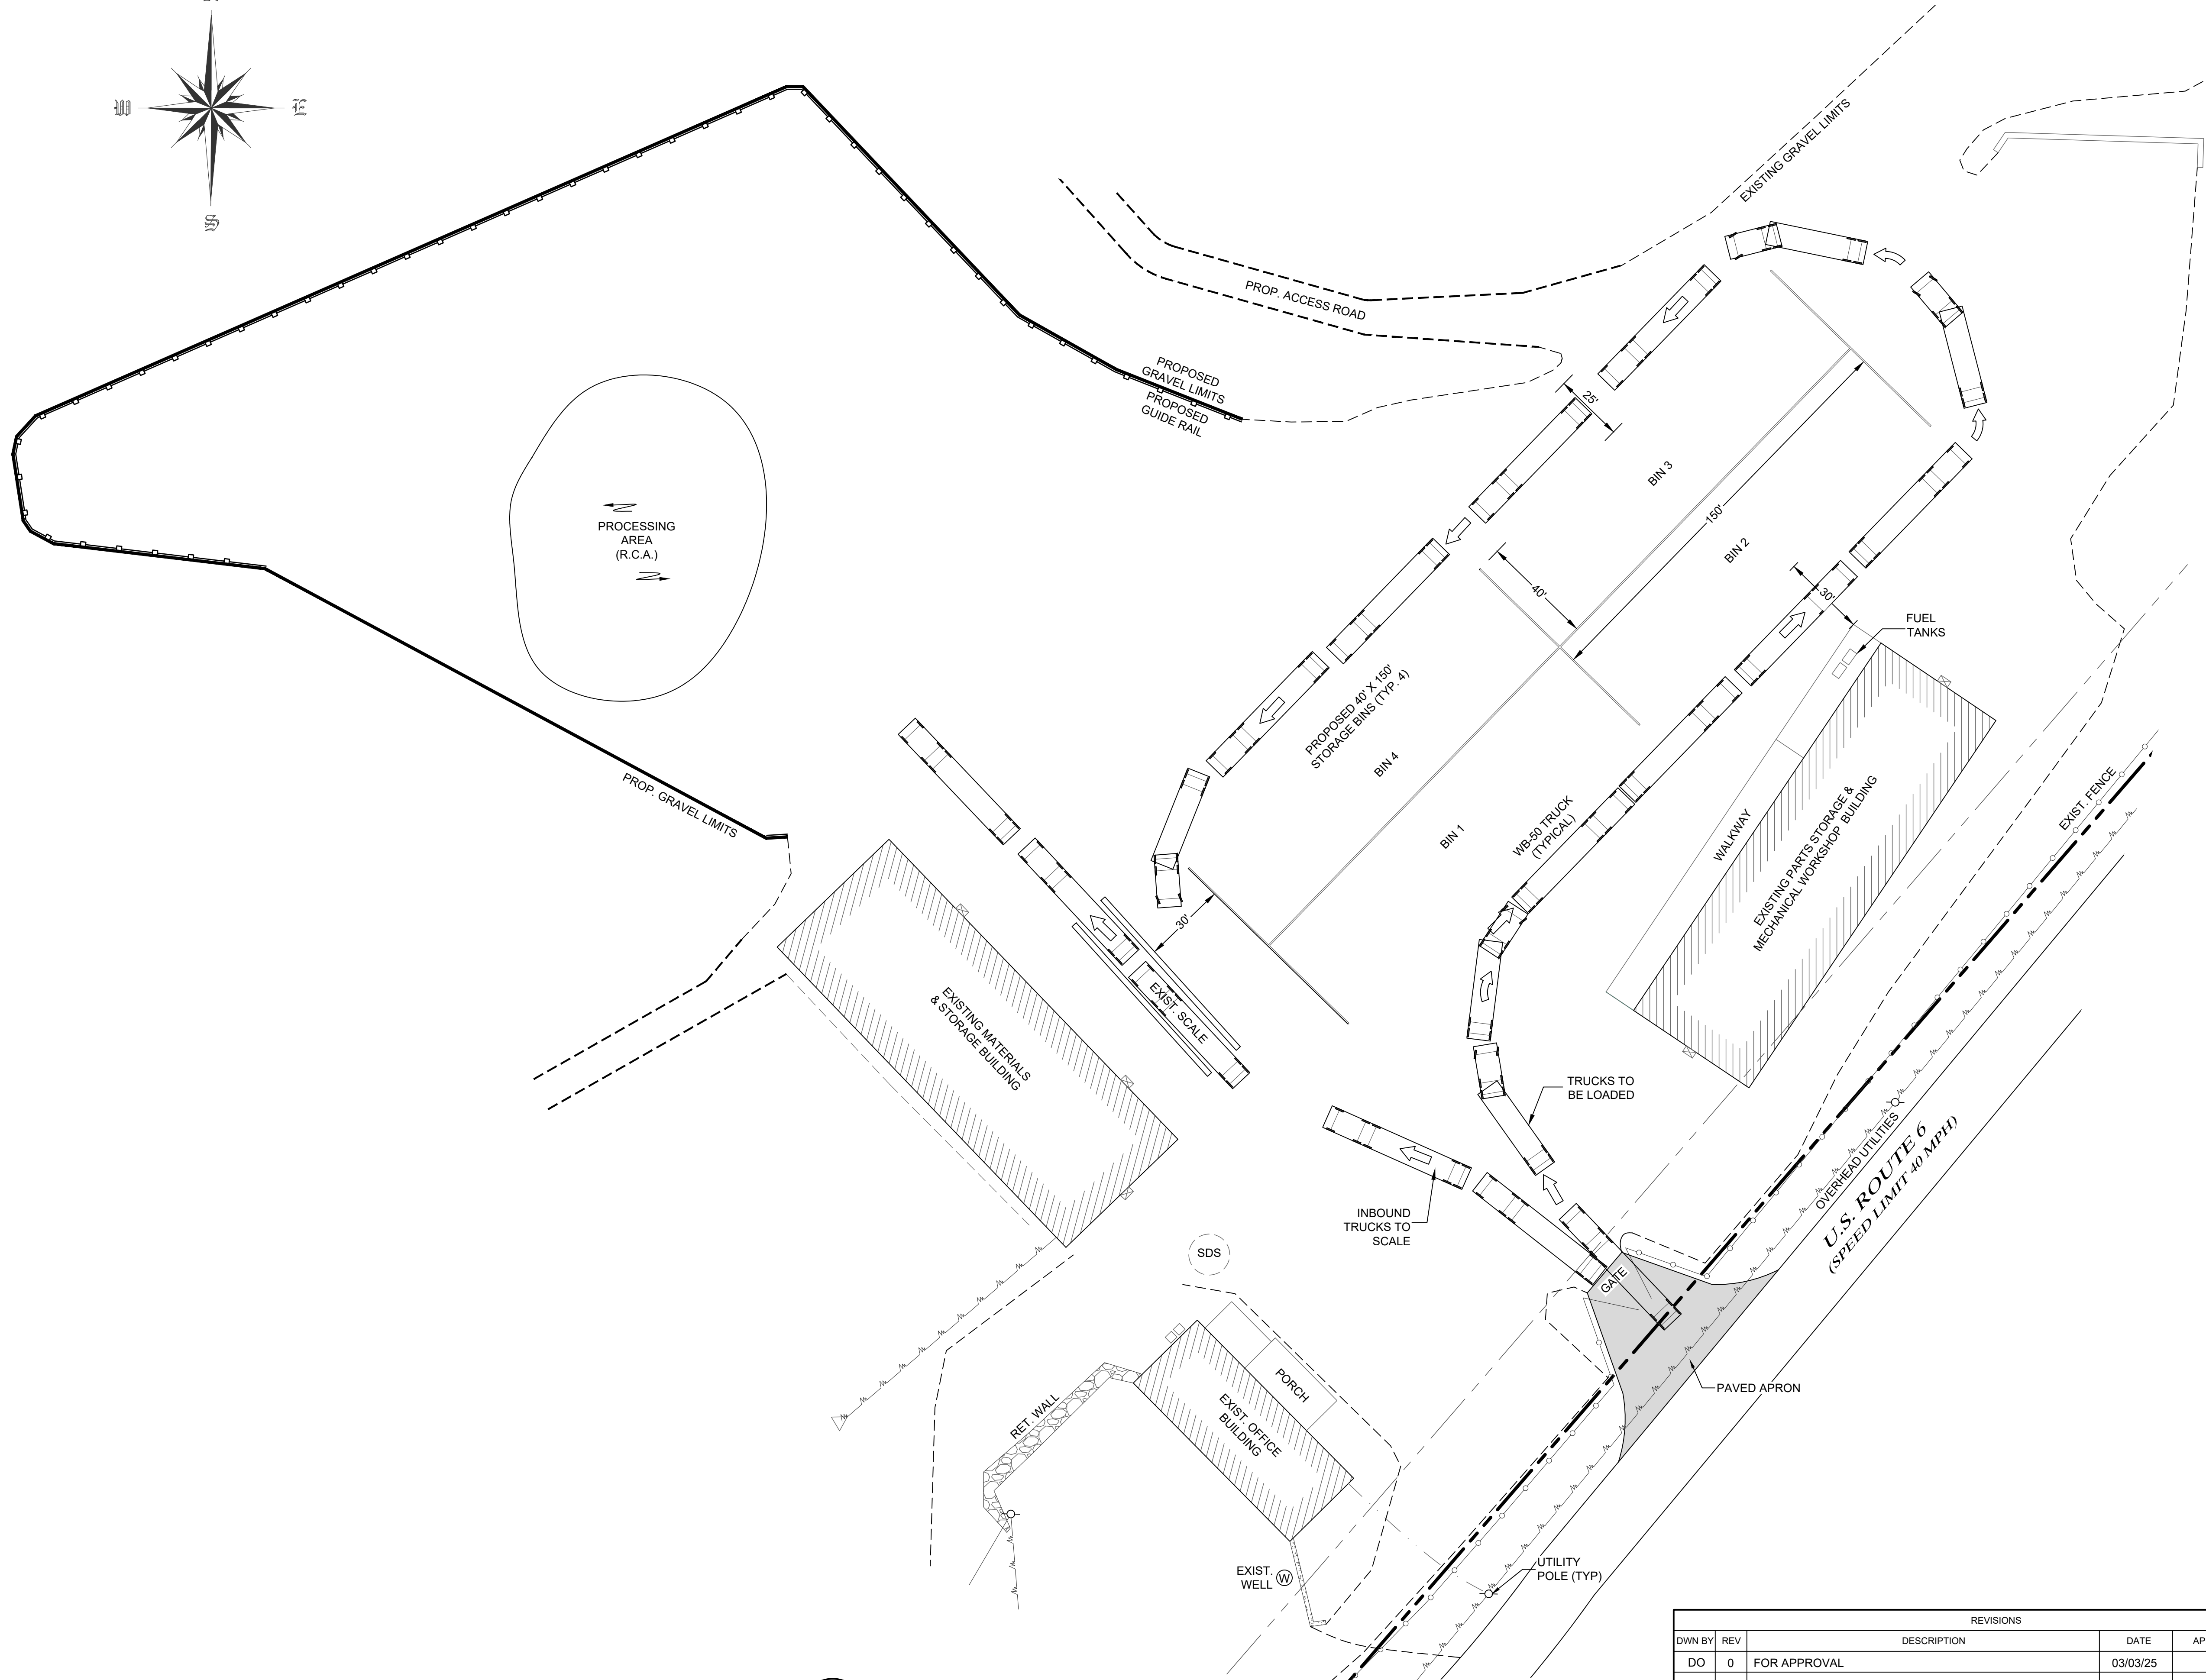 W
E
S
EXISTING GRAVEL LIMITS
PROP. ACCESS ROAD
PROPOSED
GRAVEL LIMITS
PROPOSED
GUIDE RAIL
25'
BIN 3
150'
BIN 2
PROCESSING
AREA
(R.C.A.)
40'
30'
FUEL
TANKS
PROPOSED 40' X 150'
STORAGE BINS (TYP. 4)
BIN 4
BIN 1
WB-50 TRUCK
(TYPICAL)
WALKWAY
EXISTING PARTS STORAGE &
MECHANICAL WORKSHOP BUILDING
EXIST. FENCE
PROP. GRAVEL LIMITS
30'
EXIST. SCALE
EXISTING MATERIALS
& STORAGE BUILDING
TRUCKS TO
BE LOADED
OVERHEAD UTILITIES
U.S. ROUTE 6
(SPEED LIMIT 40 MPH)
INBOUND
TRUCKS TO
SCALE
SDS
GATE
PAVED APRON
PORCH
RET. WALL
EXIST. OFFICE
BUILDING
EXIST.
WELL
W
UTILITY
POLE (TYP)
REVISIONS
DWN BY REV DESCRIPTION DATE AP
DO 0 FOR APPROVAL 03/03/25